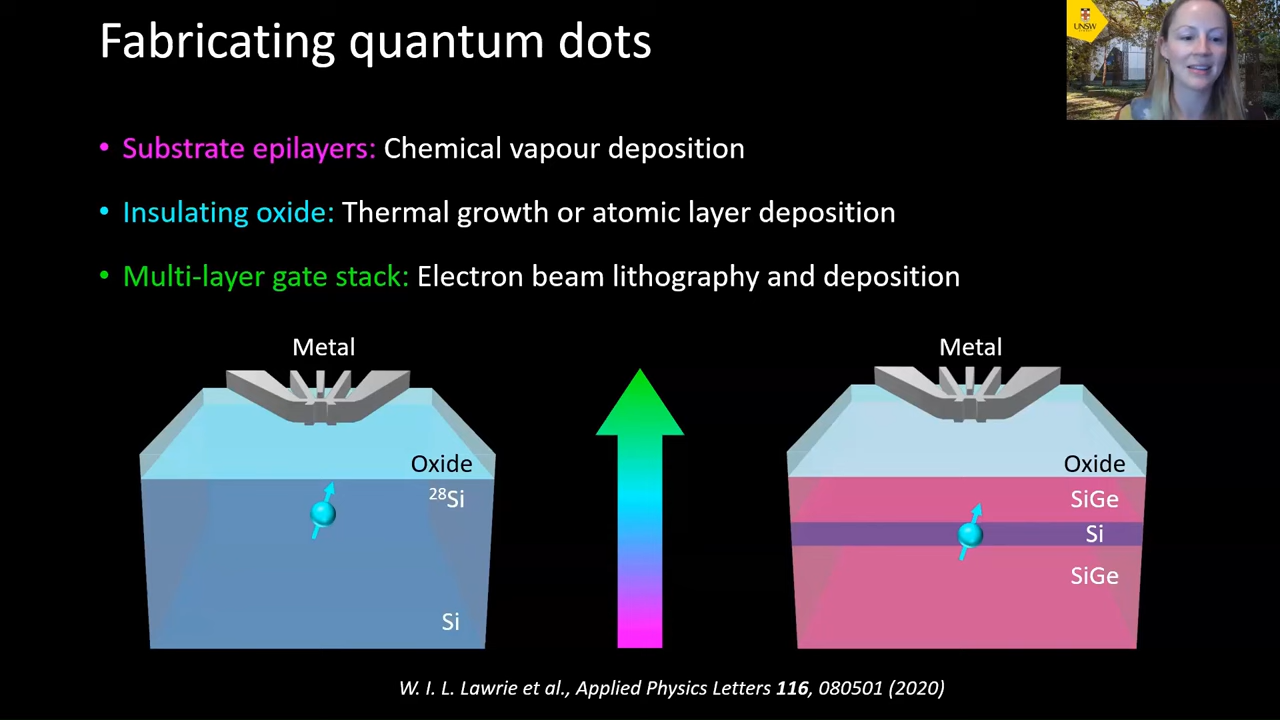 Fabricating quantum dots
UNSW
• Substrate epilayers: Chemical vapour deposition
• Insulating oxide: Thermal growth or atomic layer deposition
• Multi-layer gate stack: Electron beam lithography and deposition
Metal
Oxide
²⁸Si
Si
Metal
Oxide
SiGe
Si
SiGe
W. I. L. Lawrie et al., Applied Physics Letters 116, 080501 (2020)